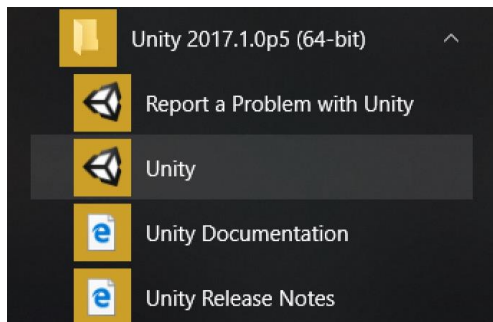 Unity 2017.1.0p5 (64-bit)
Report a Problem with Unity
Unity
Unity Documentation
Unity Release Notes